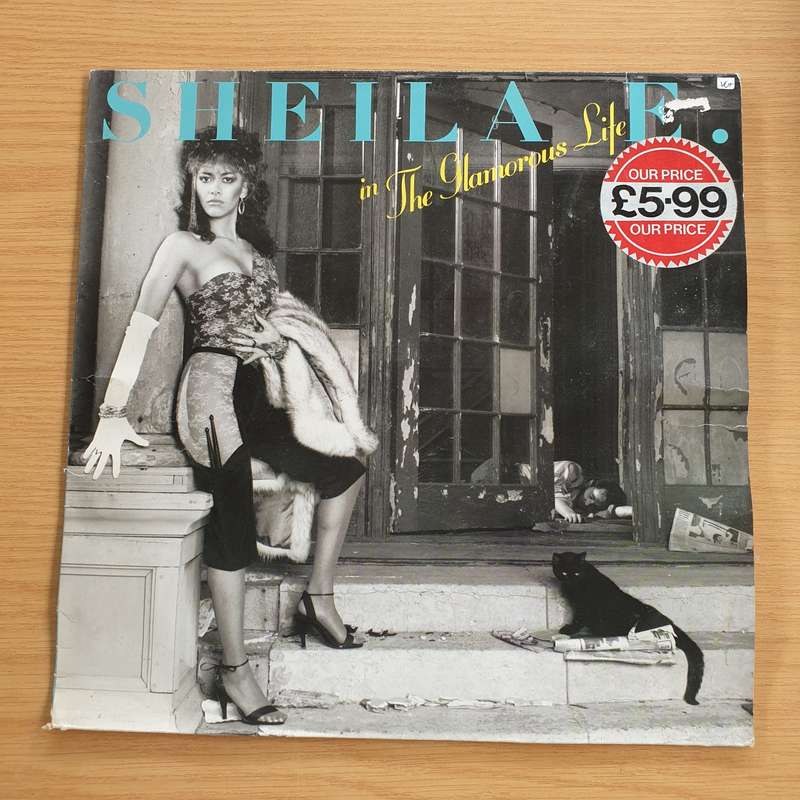 SHEILA E.
in The Glamorous Life
OUR PRICE
£5·99
OUR PRICE